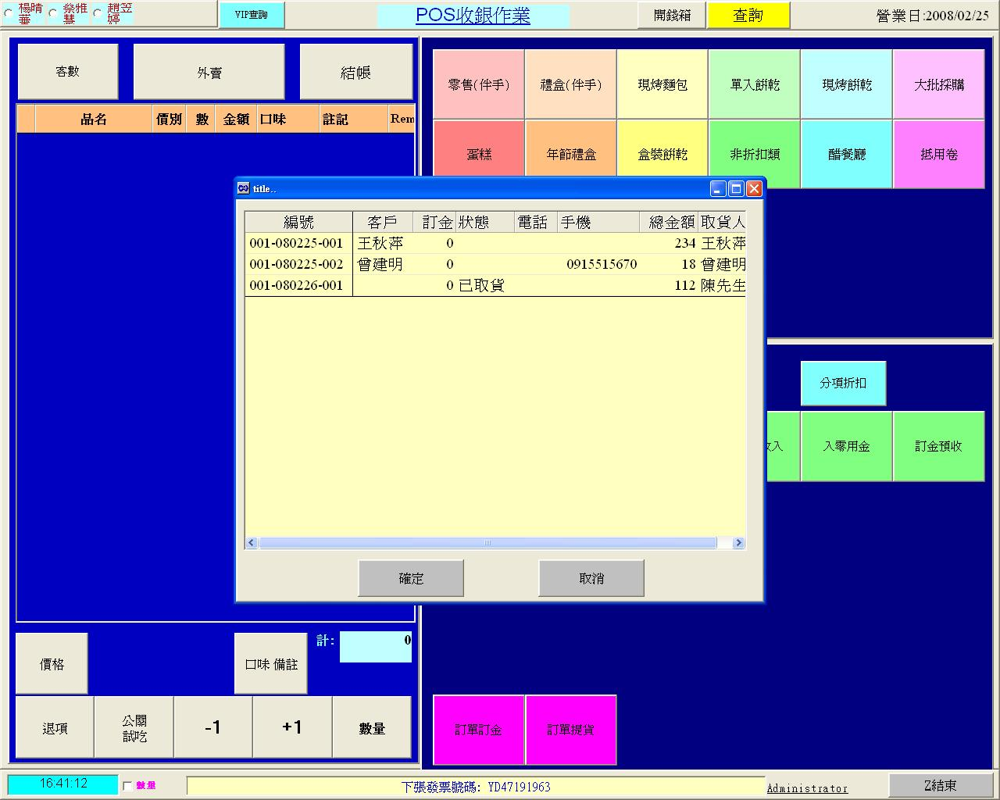 楊晴華
蔡雅慧
趙翌婷
VIP查詢
POS收銀作業
開錢箱
查詢
營業日:2008/02/25
客數
外賣
結帳
品名 價別 數 金額 口味 註記 Rem
零售(伴手) 禮盒(伴手) 現烤麵包 單入餅乾 現烤餅乾 大批採購
蛋糕 年節禮盒 盒裝餅乾 非折扣類 醋餐廳 抵用卷
title..
編號 客戶 訂金 狀態 電話 手機 總金額 取貨人
001-080225-001 王秋萍 0 234 王秋萍
001-080225-002 曾建明 0 0915515670 18 曾建明
001-080226-001 0 已取貨 112 陳先生
確定
取消
分項折扣
收入 入零用金 訂金預收
計: 0
價格
口味 備註
退項
公關
試吃
-1
+1
數量
訂單訂金
訂單提貨
16:41:12
數量
下張發票號碼: YD47191963
Administrator
Z結束